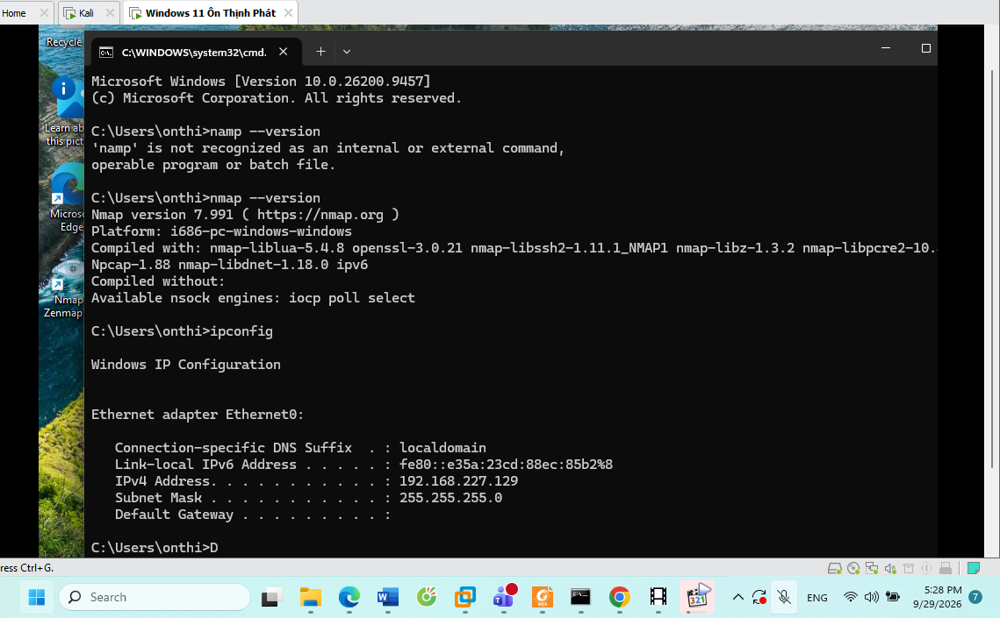 Home
Kali
Windows 11 Ôn Thịnh Phát
Recycle
C:\WINDOWS\system32\cmd.
Microsoft Windows [Version 10.0.26200.9457]
(c) Microsoft Corporation. All rights reserved.
Learn ab
this pict
C:\Users\onthi>namp --version
'namp' is not recognized as an internal or external command,
operable program or batch file.
C:\Users\onthi>nmap --version
Microso
Edge
Nmap version 7.991 ( https://nmap.org )
Platform: i686-pc-windows-windows
Compiled with: nmap-liblua-5.4.8 openssl-3.0.21 nmap-libssh2-1.11.1_NMAP1 nmap-libz-1.3.2 nmap-libpcre2-10.
Npcap-1.88 nmap-libdnet-1.18.0 ipv6
Compiled without:
Available nsock engines: iocp poll select
Nmap
Zenmap
C:\Users\onthi>ipconfig
Windows IP Configuration
Ethernet adapter Ethernet0:
Connection-specific DNS Suffix  . : localdomain
Link-local IPv6 Address . . . . . : fe80::e35a:23cd:88ec:85b2%8
IPv4 Address. . . . . . . . . . . : 192.168.227.129
Subnet Mask . . . . . . . . . . . : 255.255.255.0
Default Gateway . . . . . . . . . :
C:\Users\onthi>D
ress Ctrl+G.
Search
ENG
5:28 PM
9/29/2026
7